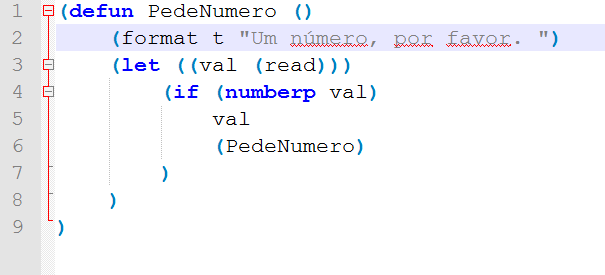 1 (defun PedeNumero ()
2     (format t "Um número, por favor. ")
3     (let ((val (read)))
4         (if (numberp val)
5             val
6             (PedeNumero)
7         )
8     )
9 )